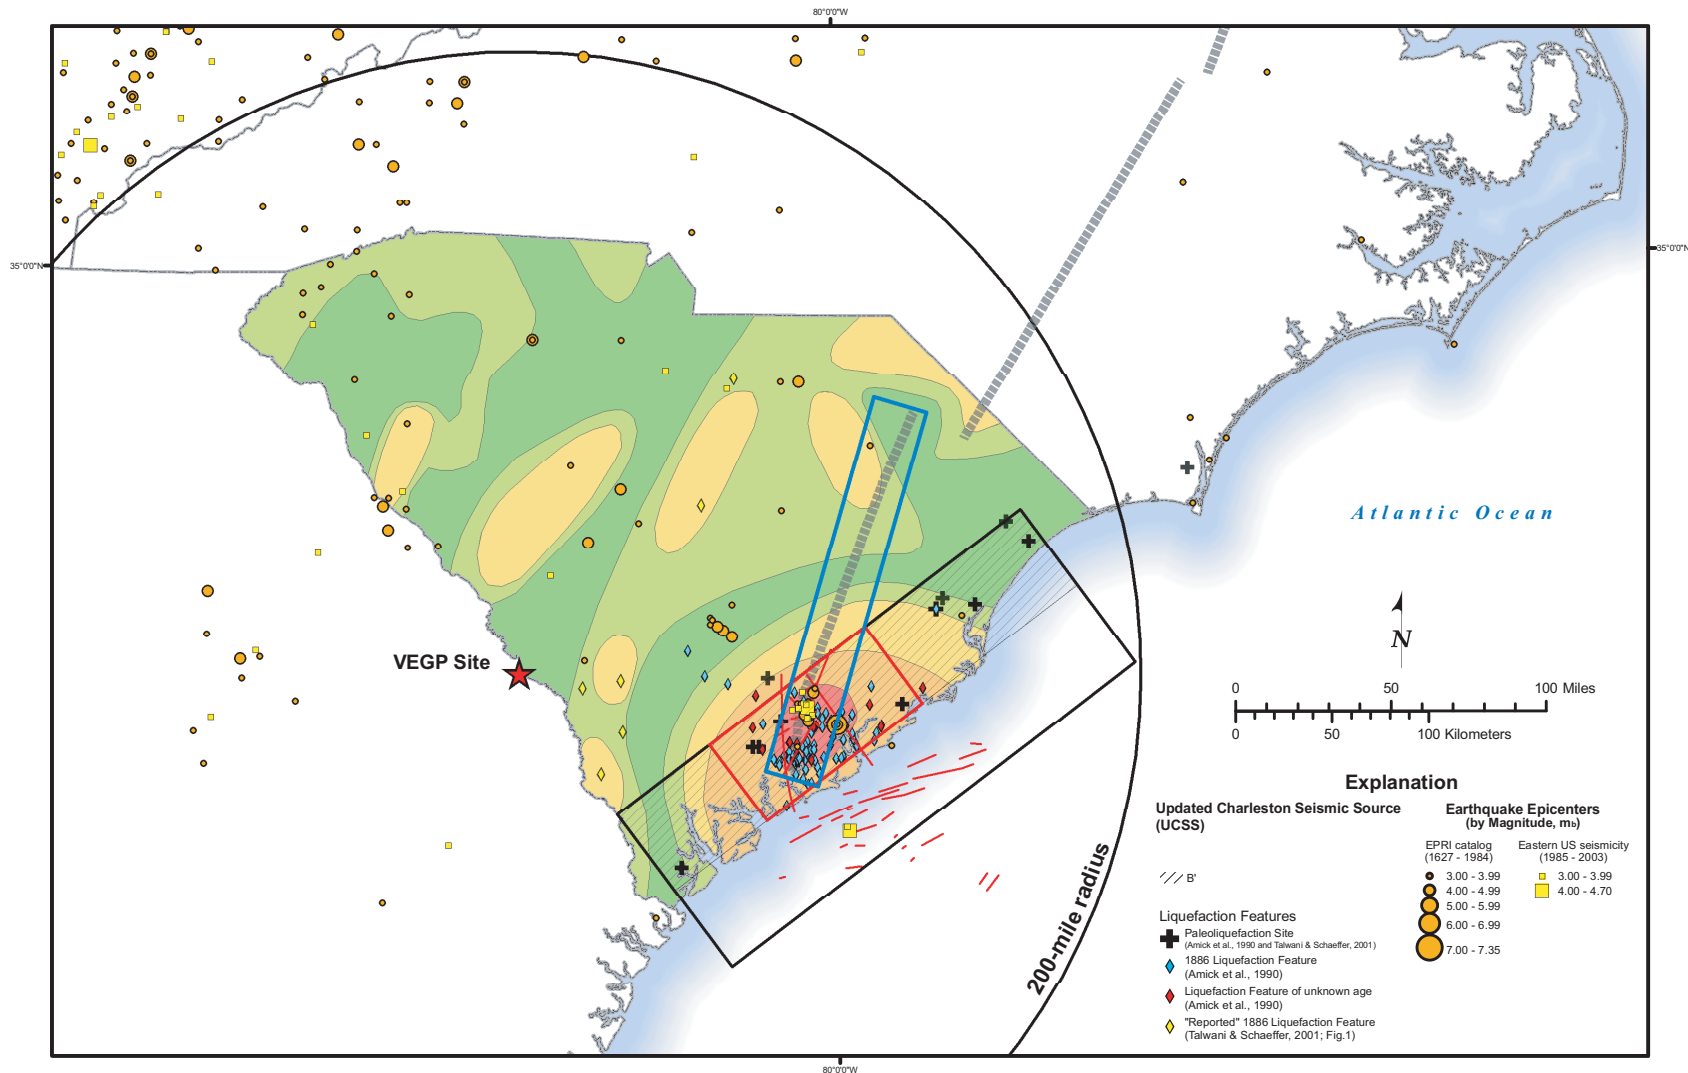 80°0'0"W
35°0'0"N
35°0'0"N
Atlantic Ocean
N
VEGP Site
0 50 100 Miles
0 50 100 Kilometers
200-mile radius
Explanation
Updated Charleston Seismic Source
(UCSS)
B'
Liquefaction Features
Paleoliquefaction Site
(Amick et al., 1990 and Talwani & Schaeffer, 2001)
1886 Liquefaction Feature
(Amick et al., 1990)
Liquefaction Feature of unknown age
(Amick et al., 1990)
"Reported" 1886 Liquefaction Feature
(Talwani & Schaeffer, 2001; Fig.1)
Earthquake Epicenters
(by Magnitude, mb)
EPRI catalog
(1627 - 1984)
3.00 - 3.99
4.00 - 4.99
5.00 - 5.99
6.00 - 6.99
7.00 - 7.35
Eastern US seismicity
(1985 - 2003)
3.00 - 3.99
4.00 - 4.70
80°0'0"W